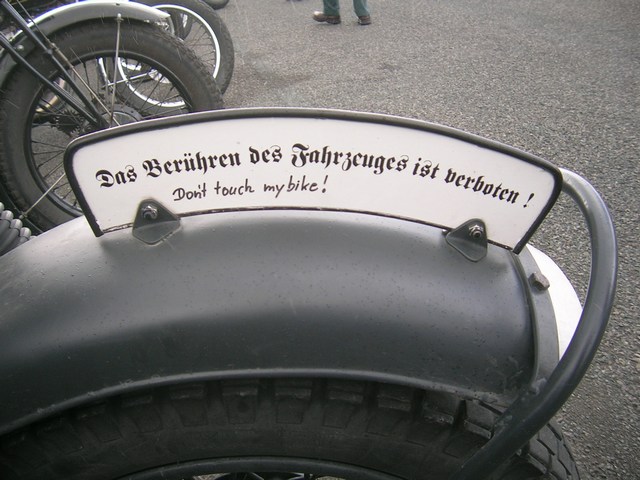 Das Berühren des Fahrzeuges ist verboten !
Don't touch my bike!